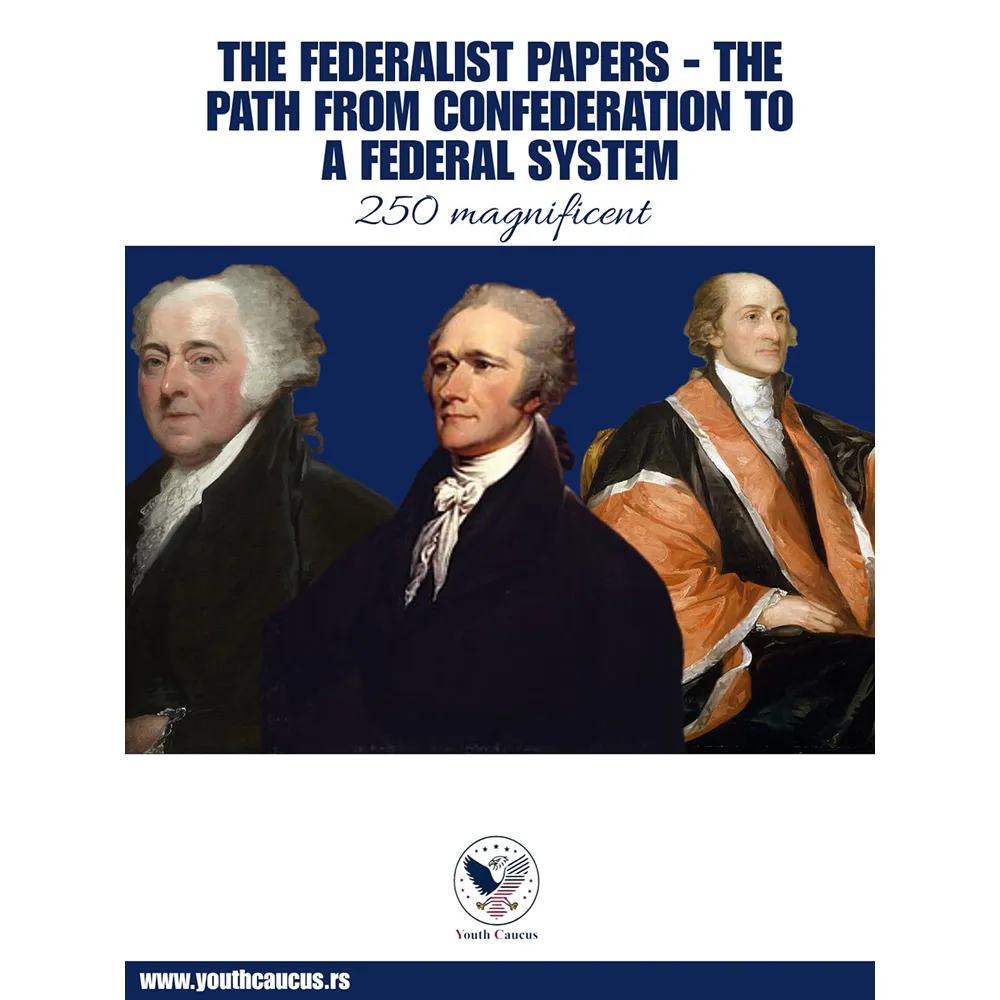 THE FEDERALIST PAPERS - THE
PATH FROM CONFEDERATION TO
A FEDERAL SYSTEM
250 magnificent
Youth Caucus
www.youthcaucus.rs